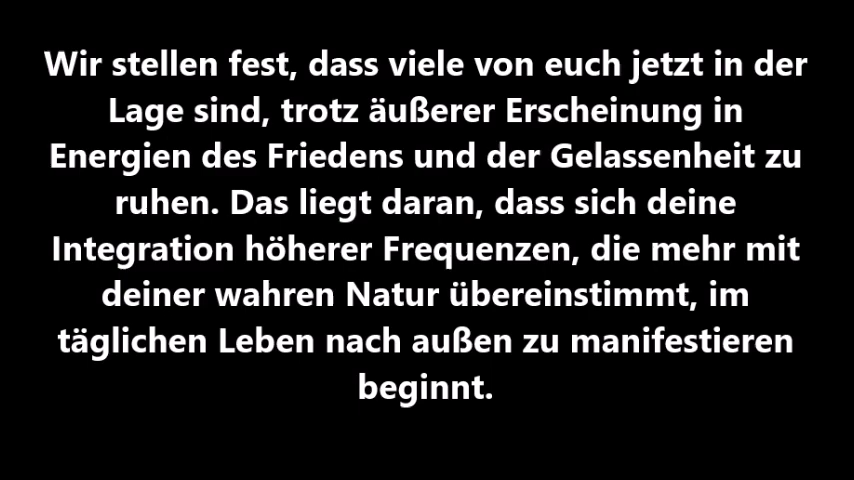 Wir stellen fest, dass viele von euch jetzt in der
Lage sind, trotz äußerer Erscheinung in
Energien des Friedens und der Gelassenheit zu
ruhen. Das liegt daran, dass sich deine
Integration höherer Frequenzen, die mehr mit
deiner wahren Natur übereinstimmt, im
täglichen Leben nach außen zu manifestieren
beginnt.